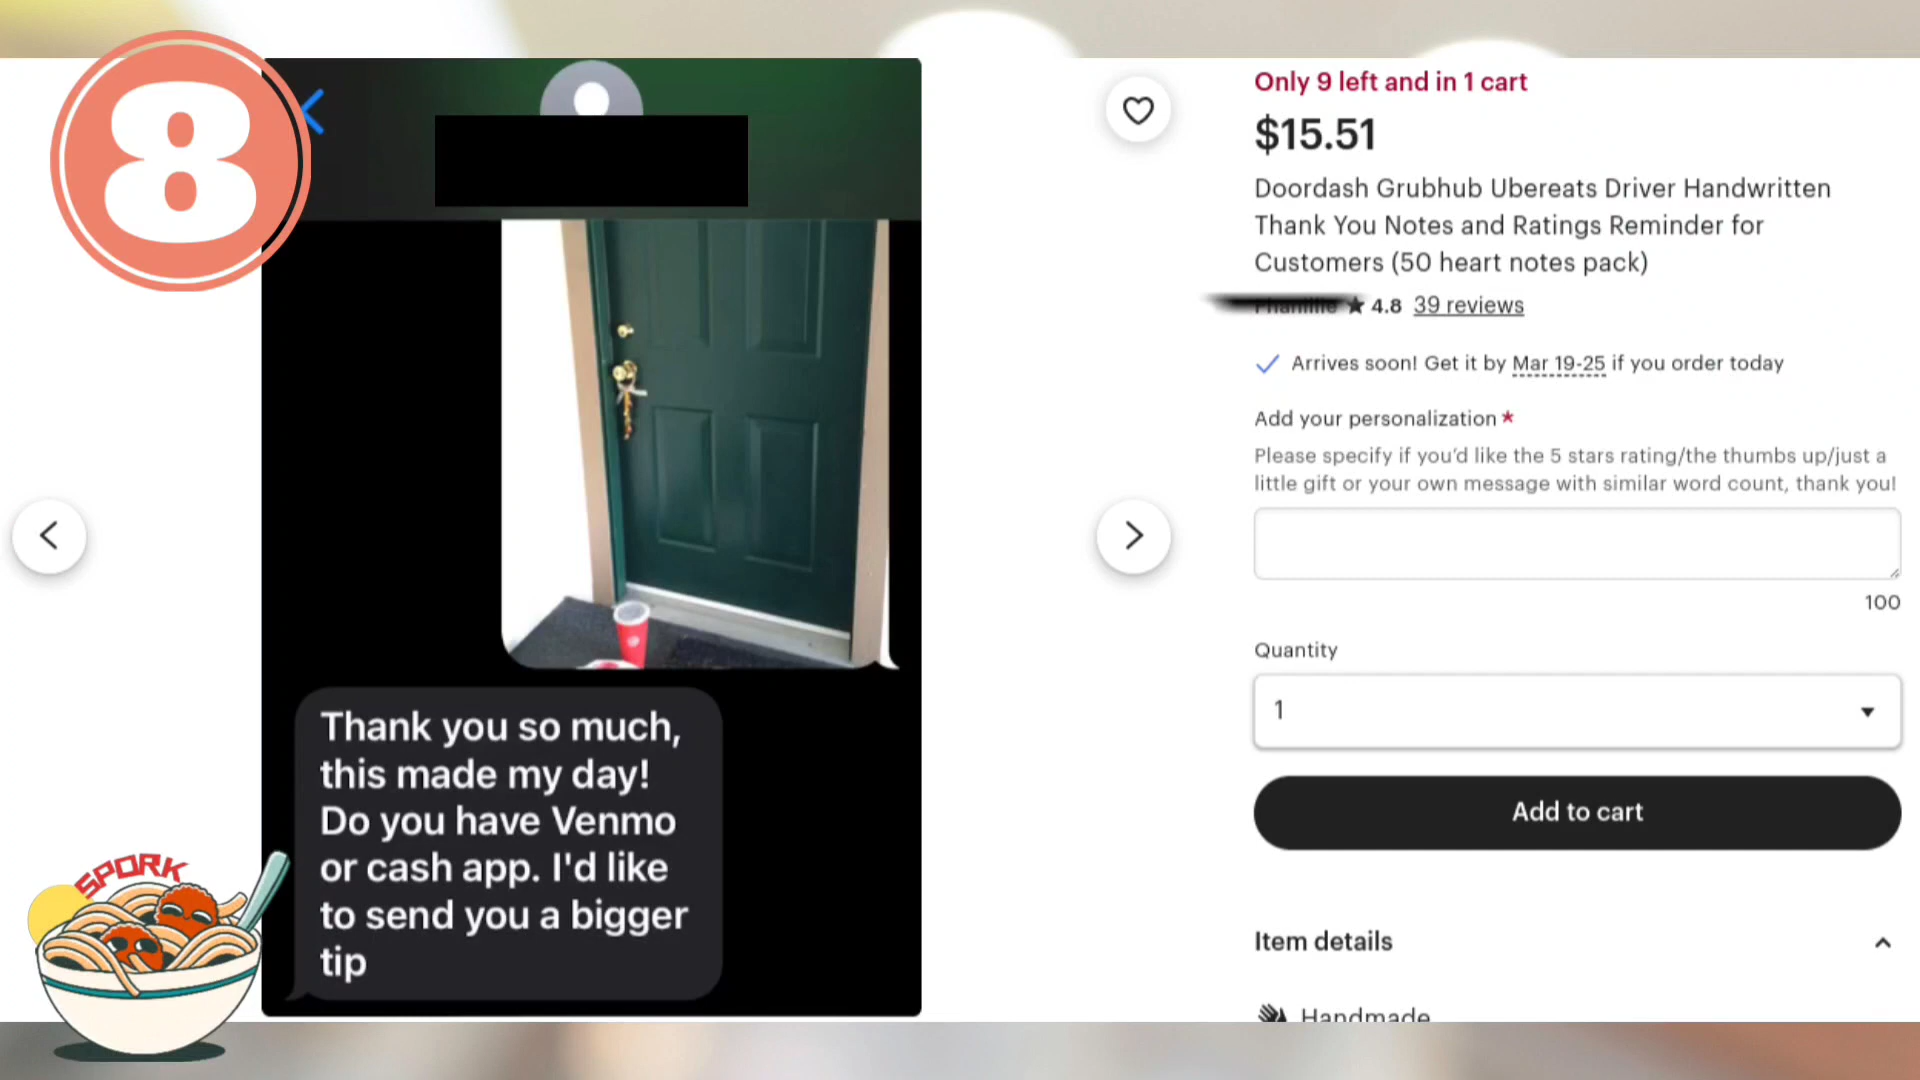 8
Only 9 left and in 1 cart
$15.51
Doordash Grubhub Ubereats Driver Handwritten
Thank You Notes and Ratings Reminder for
Customers (50 heart notes pack)
4.8 39 reviews
Arrives soon! Get it by Mar 19-25 if you order today
Add your personalization *
Please specify if you'd like the 5 stars rating/the thumbs up/just a
little gift or your own message with similar word count, thank you!
100
Quantity
1
Add to cart
Item details
Handmade
Thank you so much,
this made my day!
Do you have Venmo
or cash app. I'd like
to send you a bigger
tip
SPORK